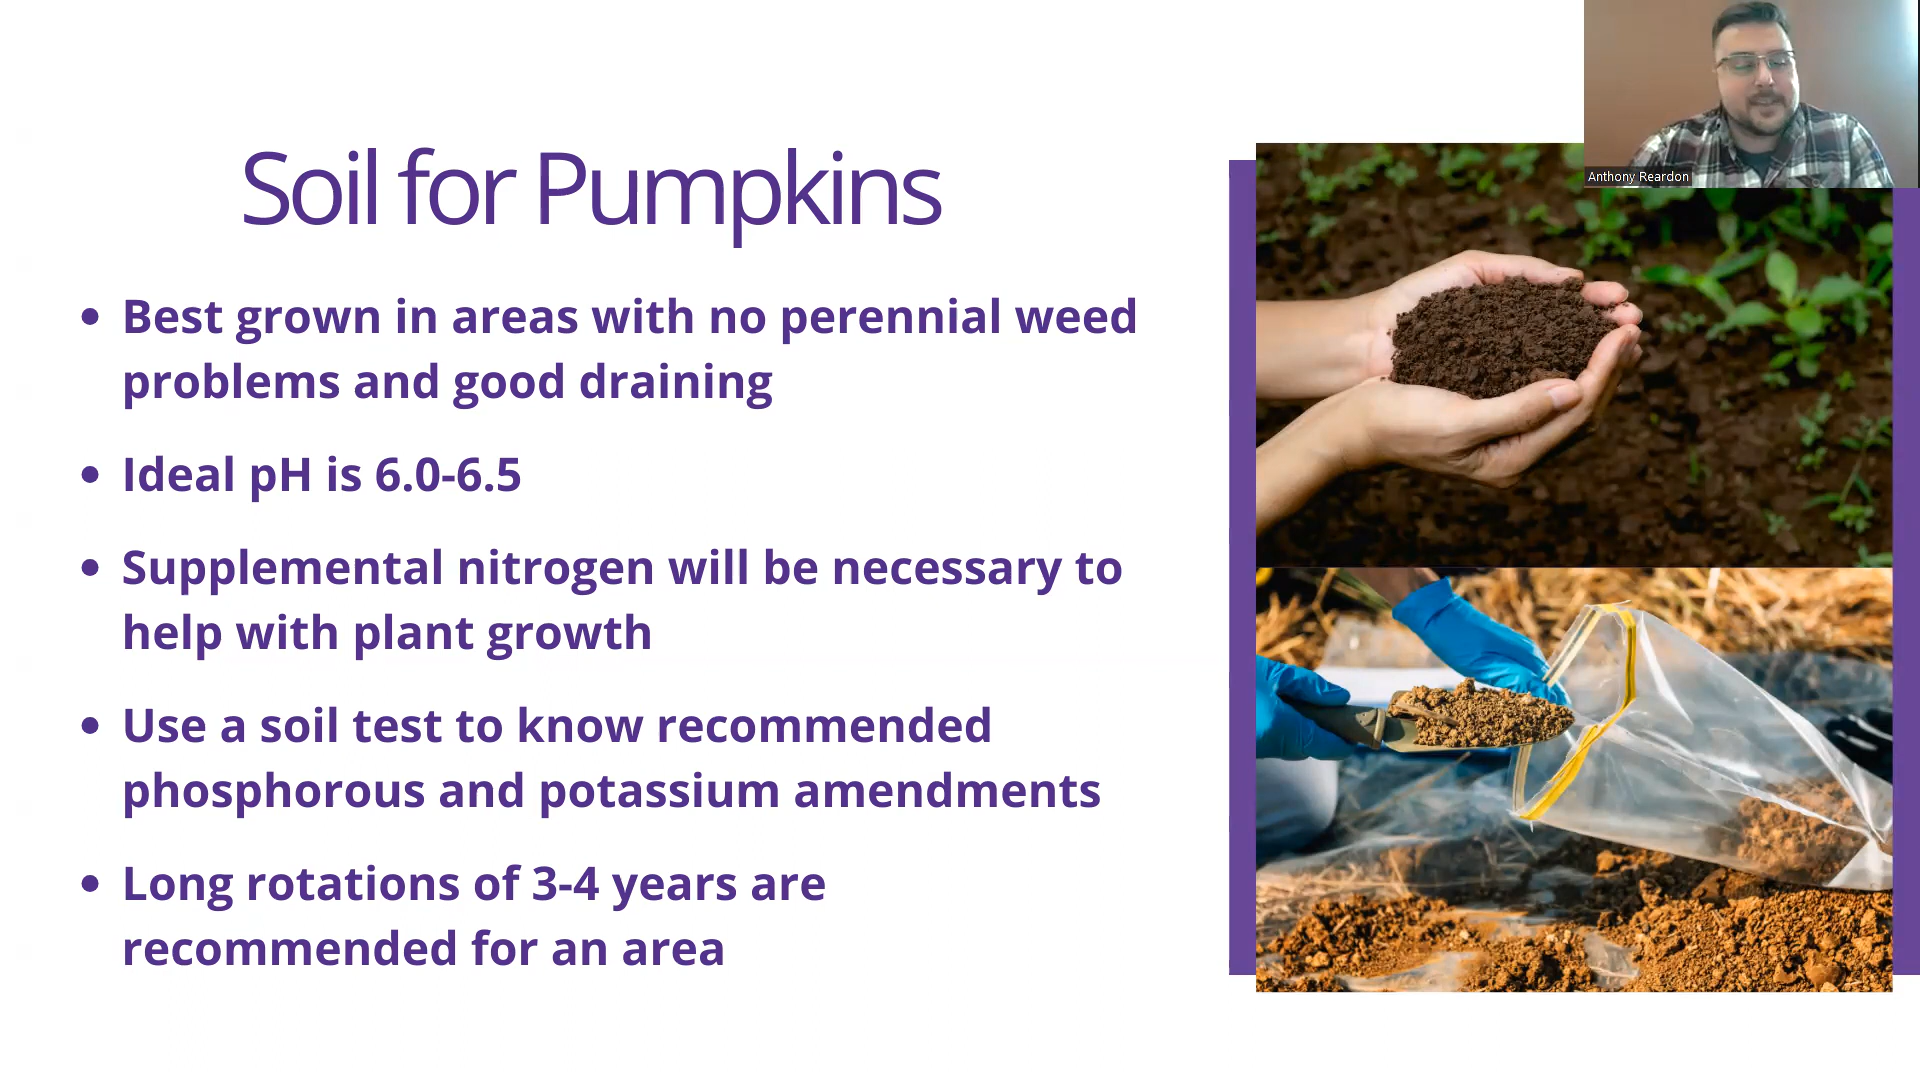 Anthony Reardon
Soil for Pumpkins
• Best grown in areas with no perennial weed
problems and good draining
• Ideal pH is 6.0-6.5
• Supplemental nitrogen will be necessary to
help with plant growth
• Use a soil test to know recommended
phosphorous and potassium amendments
• Long rotations of 3-4 years are
recommended for an area